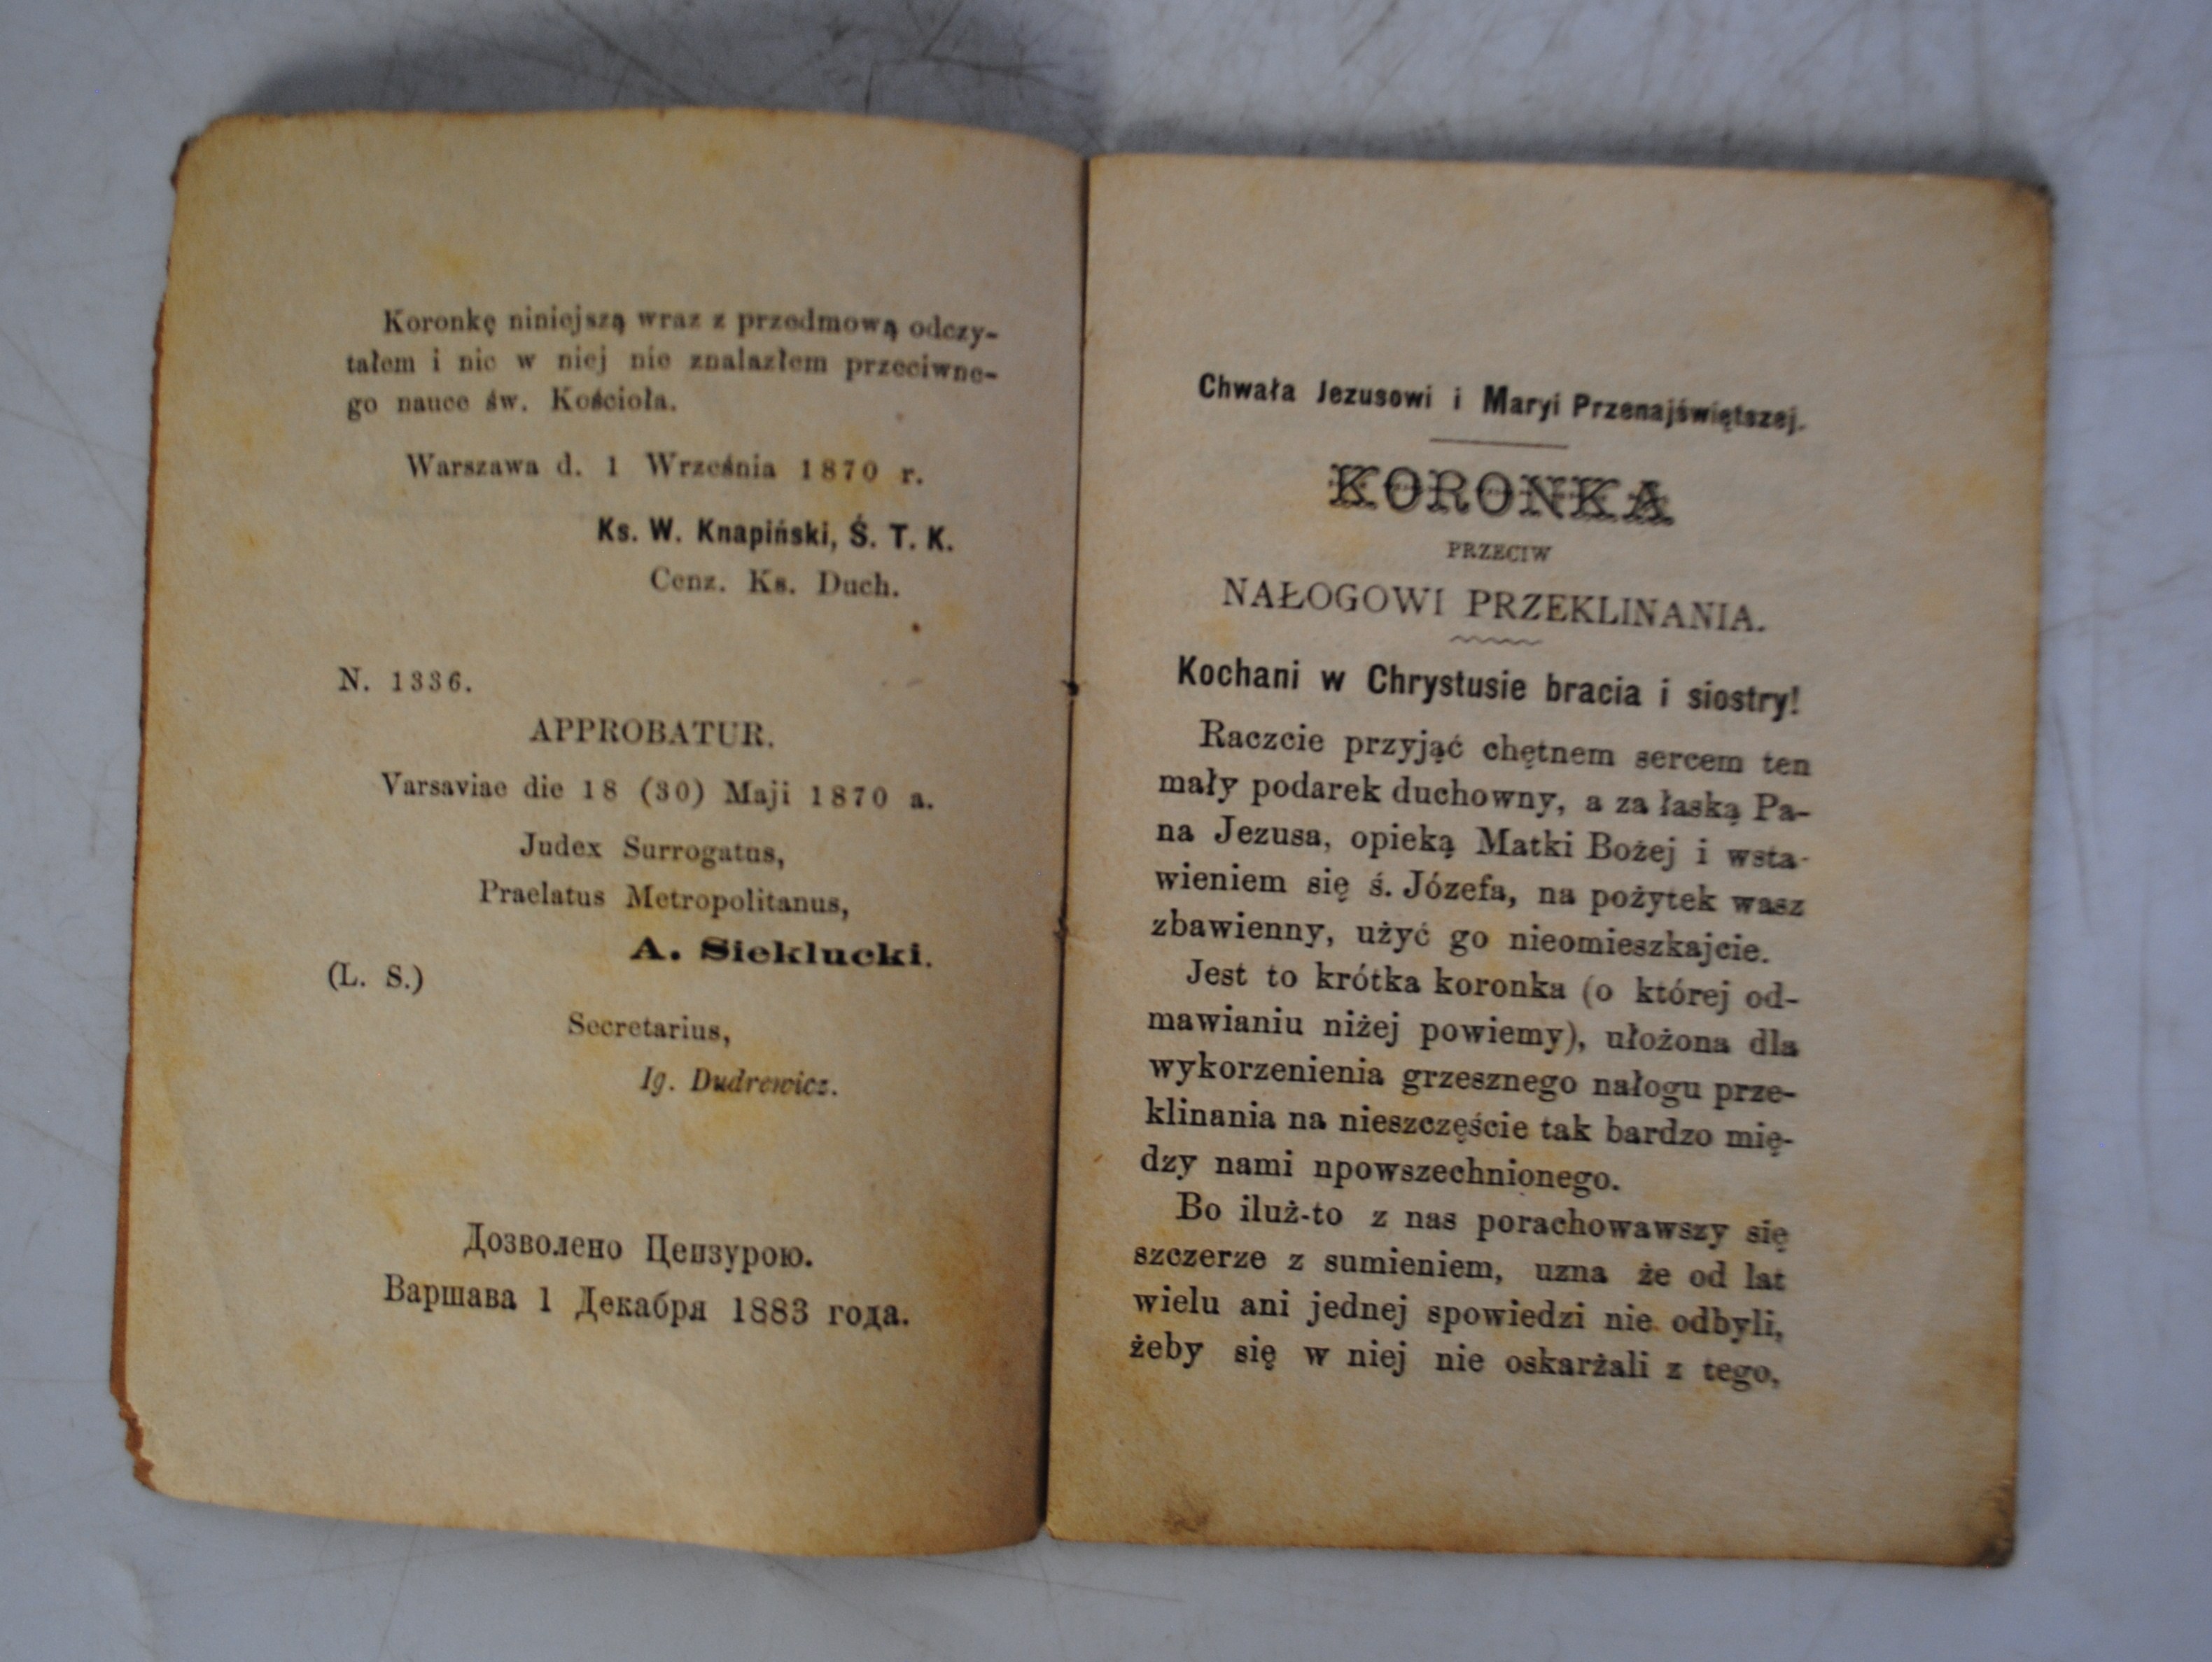 Koronkę niniejszą wraz z przedmową odczy-
tałem i nic w niej nie znalazłem przeciwne-
go nauce św. Kościoła.
Warszawa d. 1 Września 1870 r.
Ks. W. Knapiński, Ś. T. K.
Cenz. Ks. Duch.
N. 1336.
APPROBATUR.
Varsaviae die 18 (30) Maji 1870 a.
Judex Surrogatus,
Praelatus Metropolitanus,
A. Sieklucki.
(L. S.)
Secretarius,
Ig. Dudrewicz.
Дозволено Цензурою.
Варшава 1 Декабря 1883 года.
Chwała Jezusowi i Maryi Przenajświętszej.
KORONKA
PRZECIW
NAŁOGOWI PRZEKLINANIA.
Kochani w Chrystusie bracia i siostry!
Raczcie przyjąć chętnem sercem ten
mały podarek duchowny, a za łaską Pa-
na Jezusa, opieką Matki Bożej i wsta-
wieniem się ś. Józefa, na pożytek wasz
zbawienny, użyć go nieomieszkajcie.
Jest to krótka koronka (o której od-
mawianiu niżej powiemy), ułożona dla
wykorzenienia grzesznego nałogu prze-
klinania na nieszczęście tak bardzo mię-
dzy nami npowszechnionego.
Bo iluż-to z nas porachowawszy się
szczerze z sumieniem, uzna że od lat
wielu ani jednej spowiedzi nie odbyli,
żeby się w niej nie oskarżali z tego,